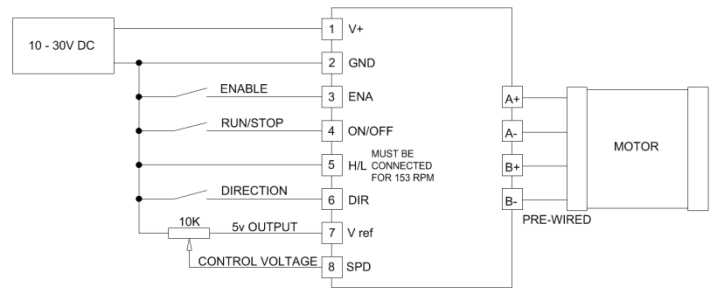 10 - 30V DC
1 V+
2 GND
ENABLE 3 ENA
RUN/STOP 4 ON/OFF
5 H/L MUST BE
CONNECTED
FOR 153 RPM
DIRECTION 6 DIR
10K 5v OUTPUT 7 V ref
CONTROL VOLTAGE 8 SPD
A+
A-
B+
B-
MOTOR
PRE-WIRED